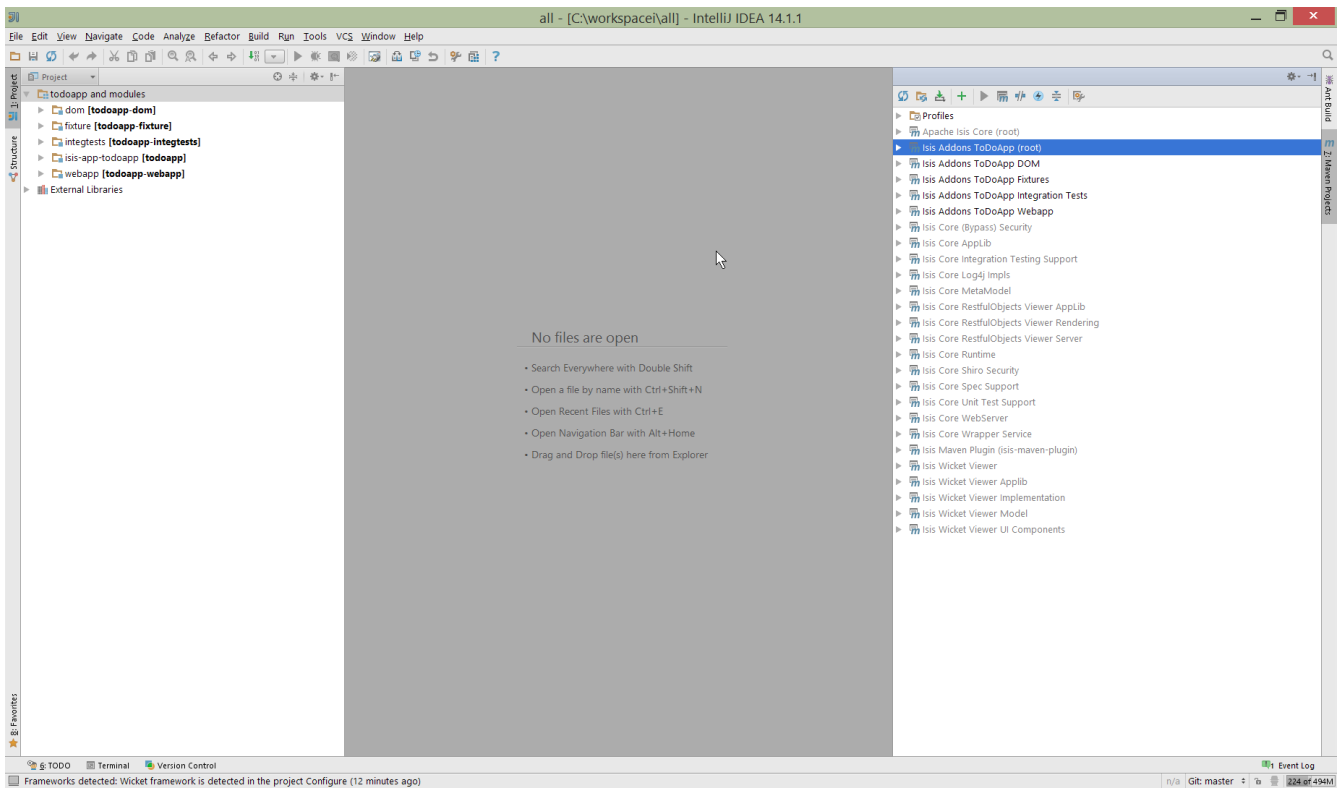 all - [C:\workspacei\all] - IntelliJ IDEA 14.1.1
File Edit View Navigate Code Analyze Refactor Build Run Tools VCS Window Help
Project
1: Project
Structure
8: Favorites
todoapp and modules
dom [todoapp-dom]
fixture [todoapp-fixture]
integtests [todoapp-integtests]
isis-app-todoapp [todoapp]
webapp [todoapp-webapp]
External Libraries
No files are open
• Search Everywhere with Double Shift
• Open a file by name with Ctrl+Shift+N
• Open Recent Files with Ctrl+E
• Open Navigation Bar with Alt+Home
• Drag and Drop file(s) here from Explorer
Profiles
Apache Isis Core (root)
Isis Addons ToDoApp (root)
Isis Addons ToDoApp DOM
Isis Addons ToDoApp Fixtures
Isis Addons ToDoApp Integration Tests
Isis Addons ToDoApp Webapp
Isis Core (Bypass) Security
Isis Core AppLib
Isis Core Integration Testing Support
Isis Core Log4j Impls
Isis Core MetaModel
Isis Core RestfulObjects Viewer AppLib
Isis Core RestfulObjects Viewer Rendering
Isis Core RestfulObjects Viewer Server
Isis Core Runtime
Isis Core Shiro Security
Isis Core Spec Support
Isis Core Unit Test Support
Isis Core WebServer
Isis Core Wrapper Service
Isis Maven Plugin (isis-maven-plugin)
Isis Wicket Viewer
Isis Wicket Viewer Applib
Isis Wicket Viewer Implementation
Isis Wicket Viewer Model
Isis Wicket Viewer UI Components
Ant Build
Maven Projects
6: TODO Terminal Version Control
1 Event Log
Frameworks detected: Wicket framework is detected in the project Configure (12 minutes ago)
n/a Git: master 224 of 494M